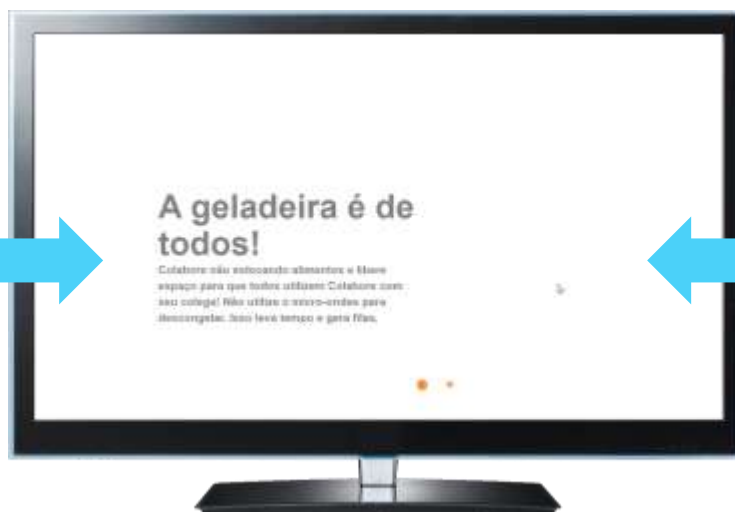 A geladeira é de
todos!
Colabore não estocando alimentos e libere
espaço para que todos utilizem Colabore com
seu colega! Não utilize o micro-ondas para
descongelar. Isso leva tempo e gera filas.